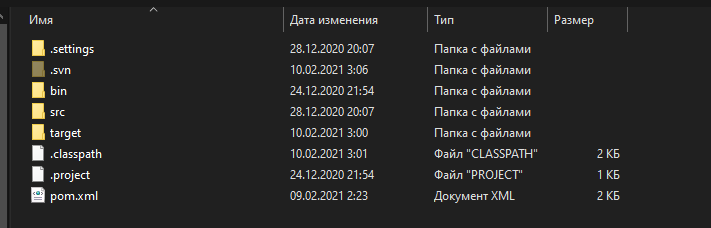 Имя Дата изменения Тип Размер
.settings 28.12.2020 20:07 Папка с файлами
.svn 10.02.2021 3:06 Папка с файлами
bin 24.12.2020 21:54 Папка с файлами
src 28.12.2020 20:07 Папка с файлами
target 10.02.2021 3:00 Папка с файлами
.classpath 10.02.2021 3:01 Файл "CLASSPATH" 2 КБ
.project 24.12.2020 21:54 Файл "PROJECT" 1 КБ
pom.xml 09.02.2021 2:23 Документ XML 2 КБ